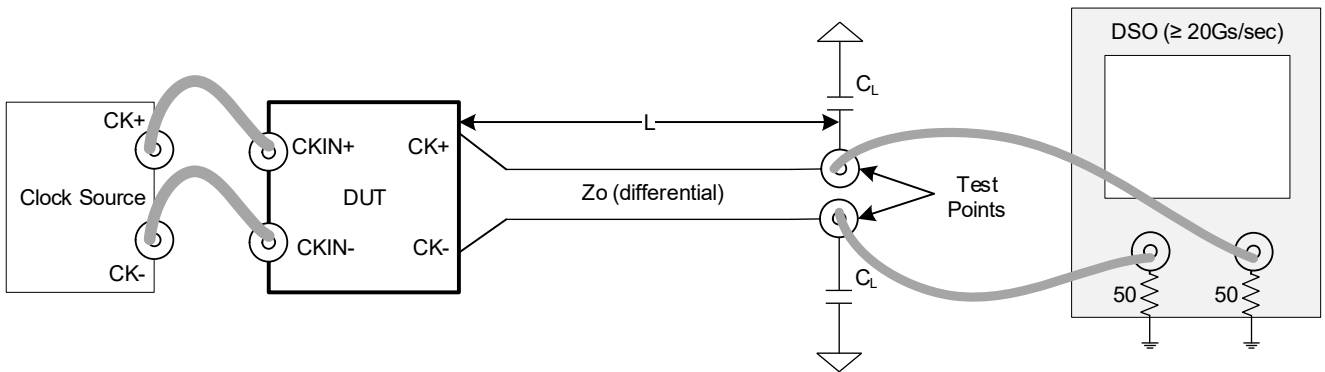 DSO (≥ 20Gs/sec)
CL
CK+
L
CKIN+
CK+
Clock Source
DUT
Zo (differential)
Test
Points
CKIN-
CK-
CK-
CL
50
50